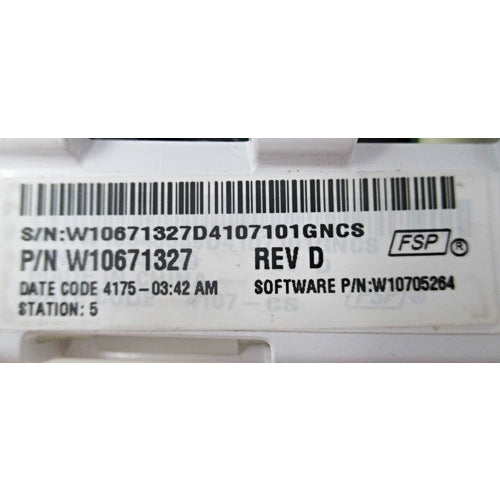 S/N:W10671327D4107101GNCS
FSP®
P/N W10671327 REV D
DATE CODE 4175-03:42 AM SOFTWARE P/N:W10705264
STATION: 5